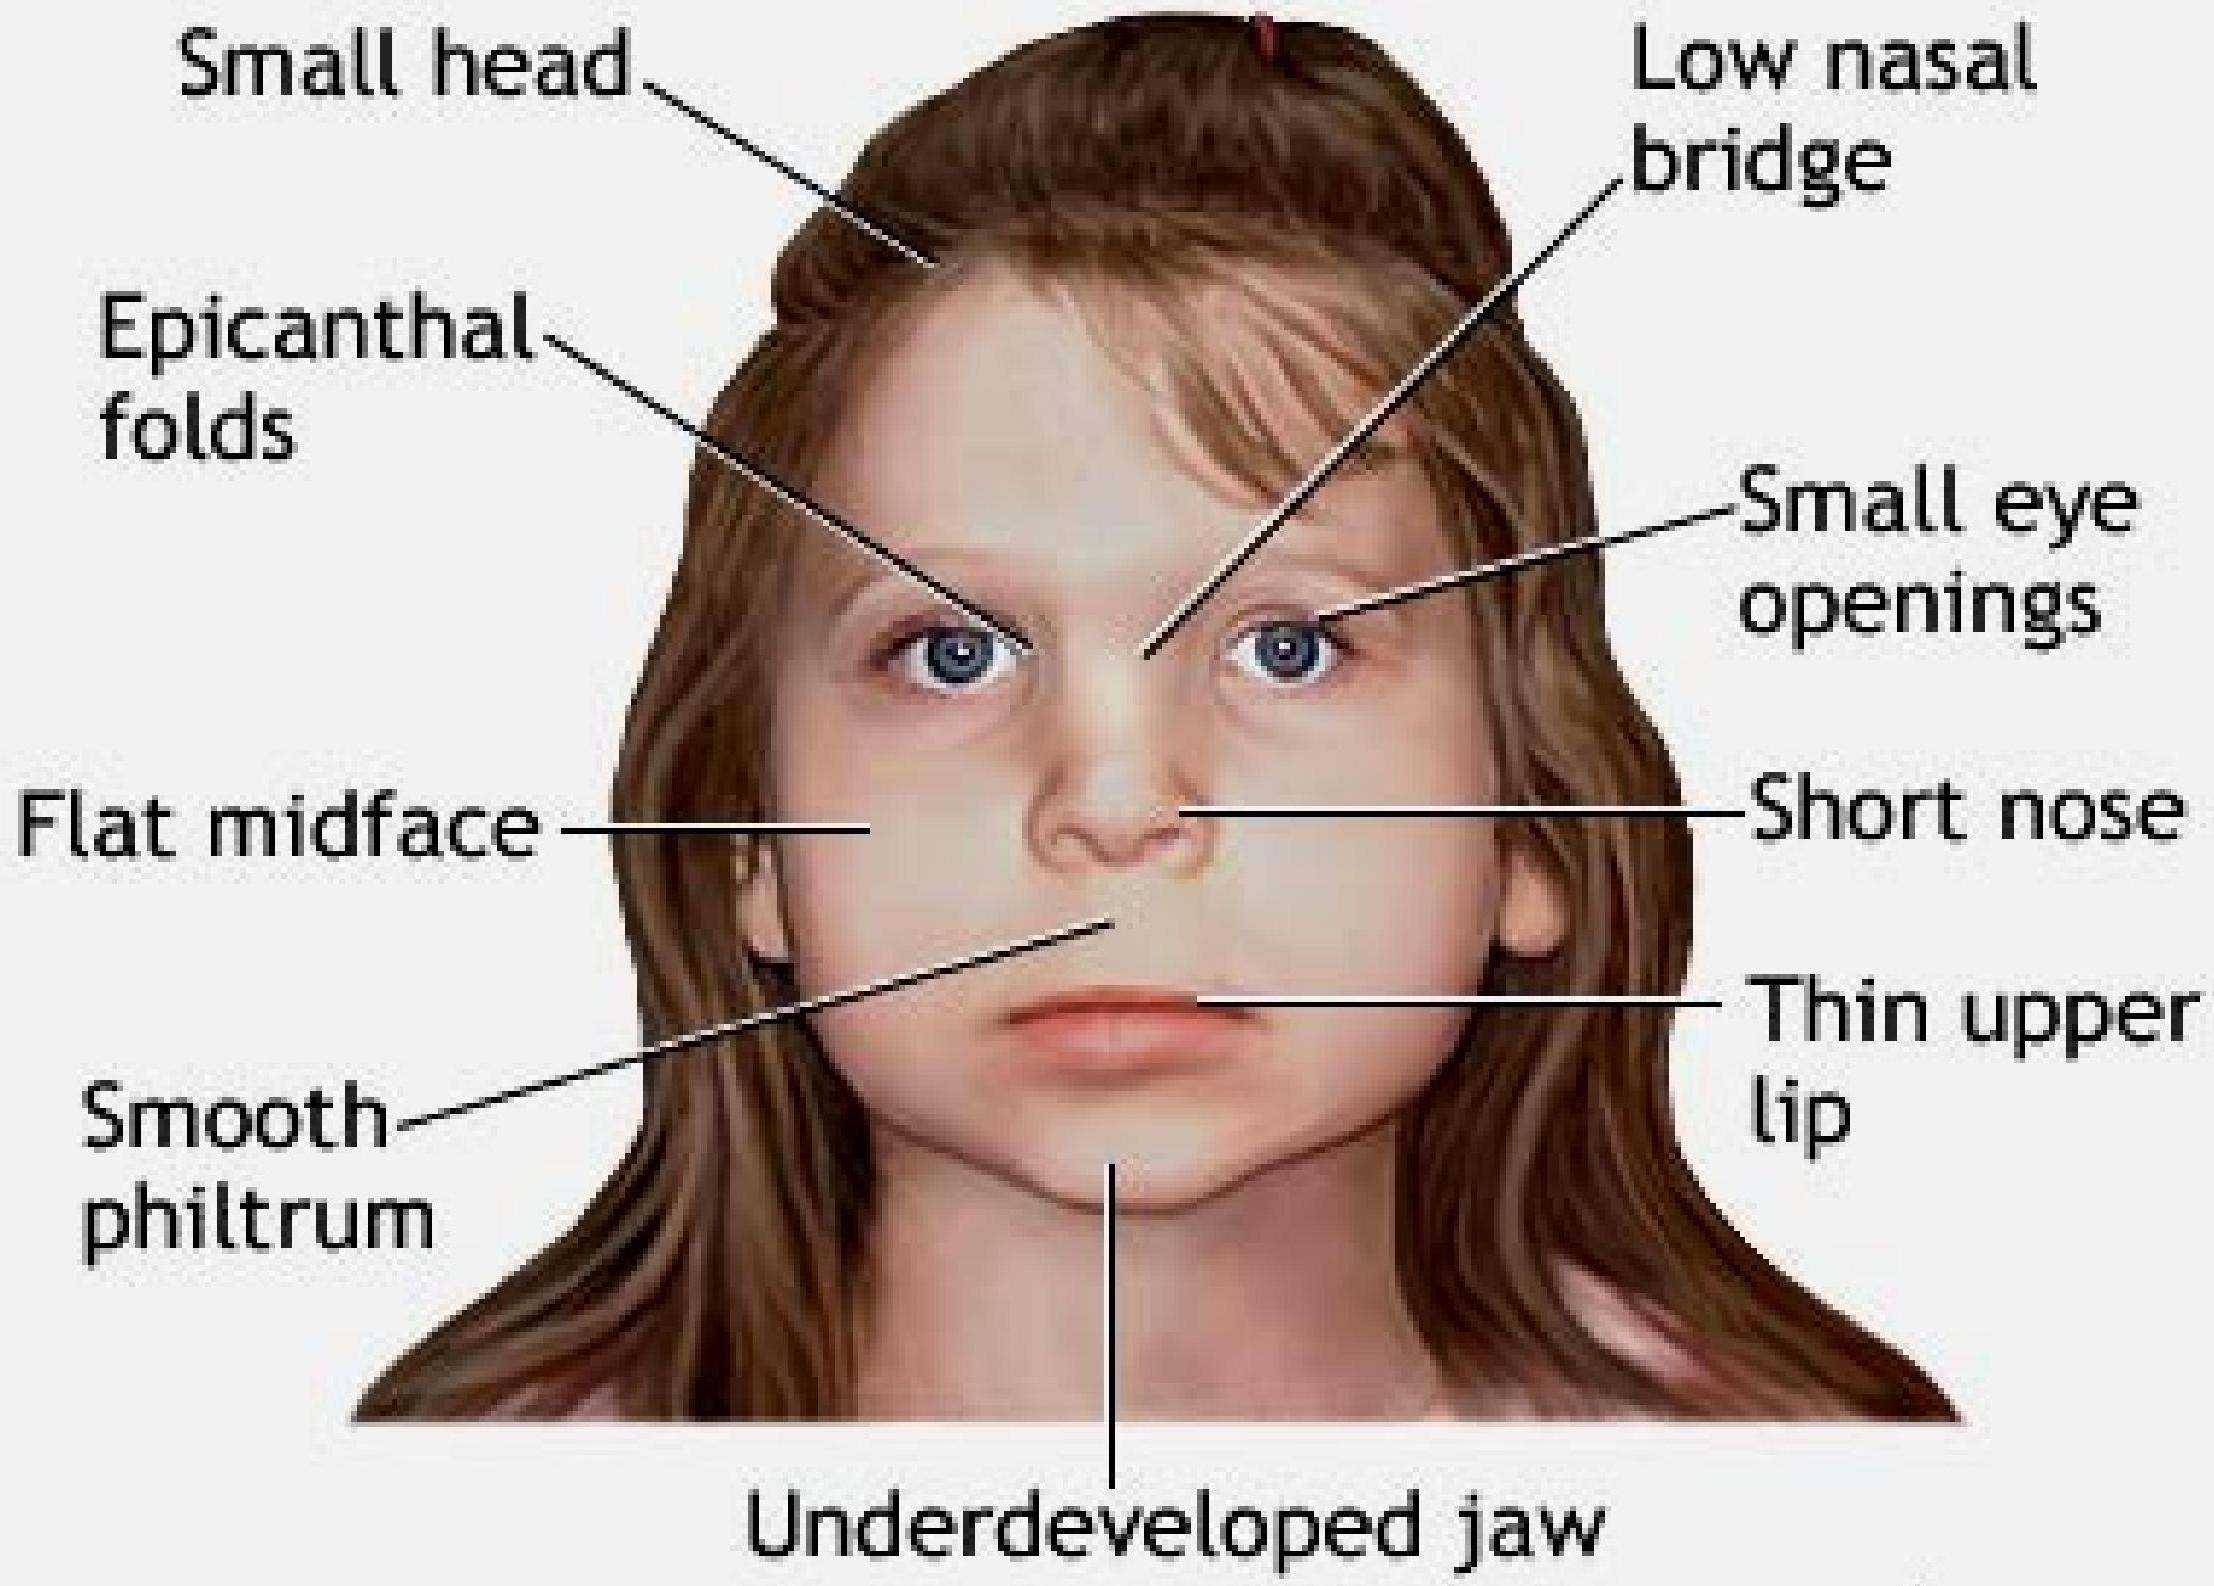 Small head
Low nasal
bridge
Epicanthal
folds
Small eye
openings
Flat midface
Short nose
Thin upper
lip
Smooth
philtrum
Underdeveloped jaw